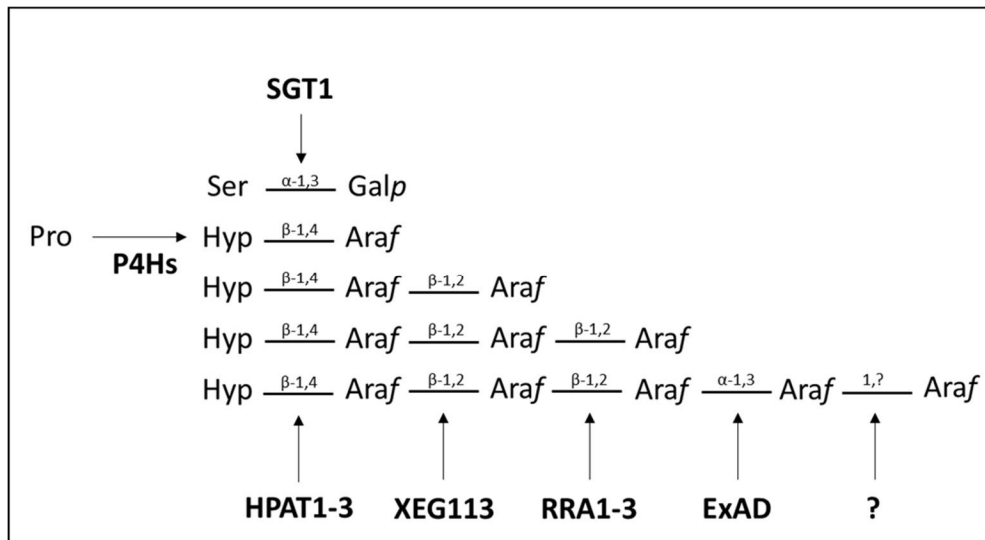 SGT1
Ser α-1,3 Galp
Pro Hyp β-1,4 Araf
P4Hs
Hyp β-1,4 Araf β-1,2 Araf
Hyp β-1,4 Araf β-1,2 Araf β-1,2 Araf
Hyp β-1,4 Araf β-1,2 Araf β-1,2 Araf α-1,3 Araf 1,? Araf
HPAT1-3 XEG113 RRA1-3 ExAD ?